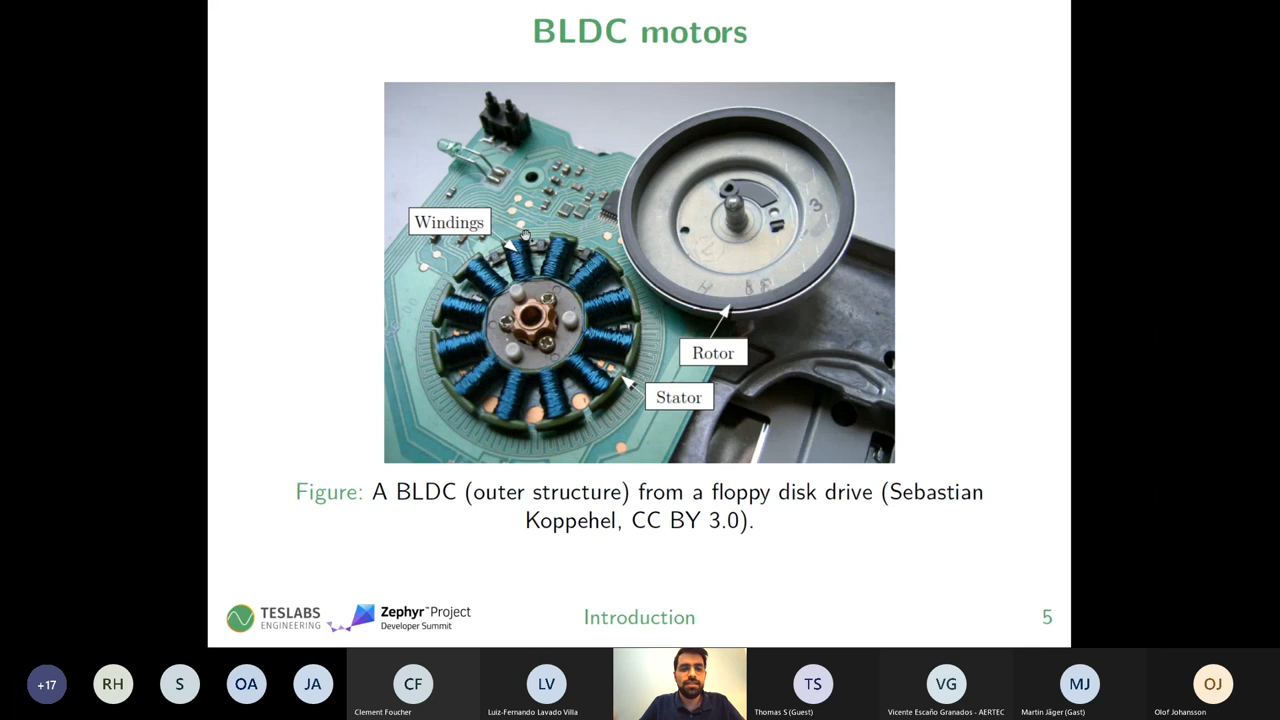 BLDC motors
Windings
Rotor
Stator
Figure: A BLDC (outer structure) from a floppy disk drive (Sebastian
Koppehel, CC BY 3.0).
TESLABS
ENGINEERING
Zephyr™Project
Developer Summit
Introduction
5
+17
RH
S
OA
JA
CF
LV
TS
VG
MJ
OJ
Clement Foucher
Luiz-Fernando Lavado Villa
Thomas S (Guest)
Vicente Escaño Granados - AERTEC
Martin Jäger (Gast)
Olof Johansson